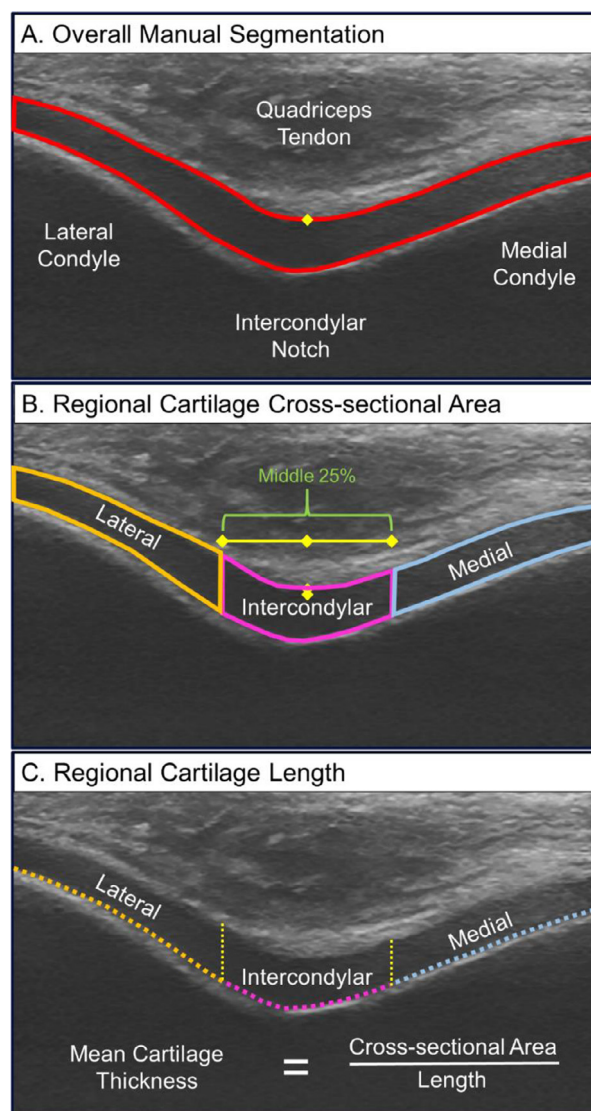 A. Overall Manual Segmentation
Quadriceps
Tendon
Lateral
Condyle
Medial
Condyle
Intercondylar
Notch
B. Regional Cartilage Cross-sectional Area
Middle 25%
Lateral
Intercondylar
Medial
C. Regional Cartilage Length
Lateral
Intercondylar
Medial
Mean Cartilage
Thickness
=
Cross-sectional Area
Length